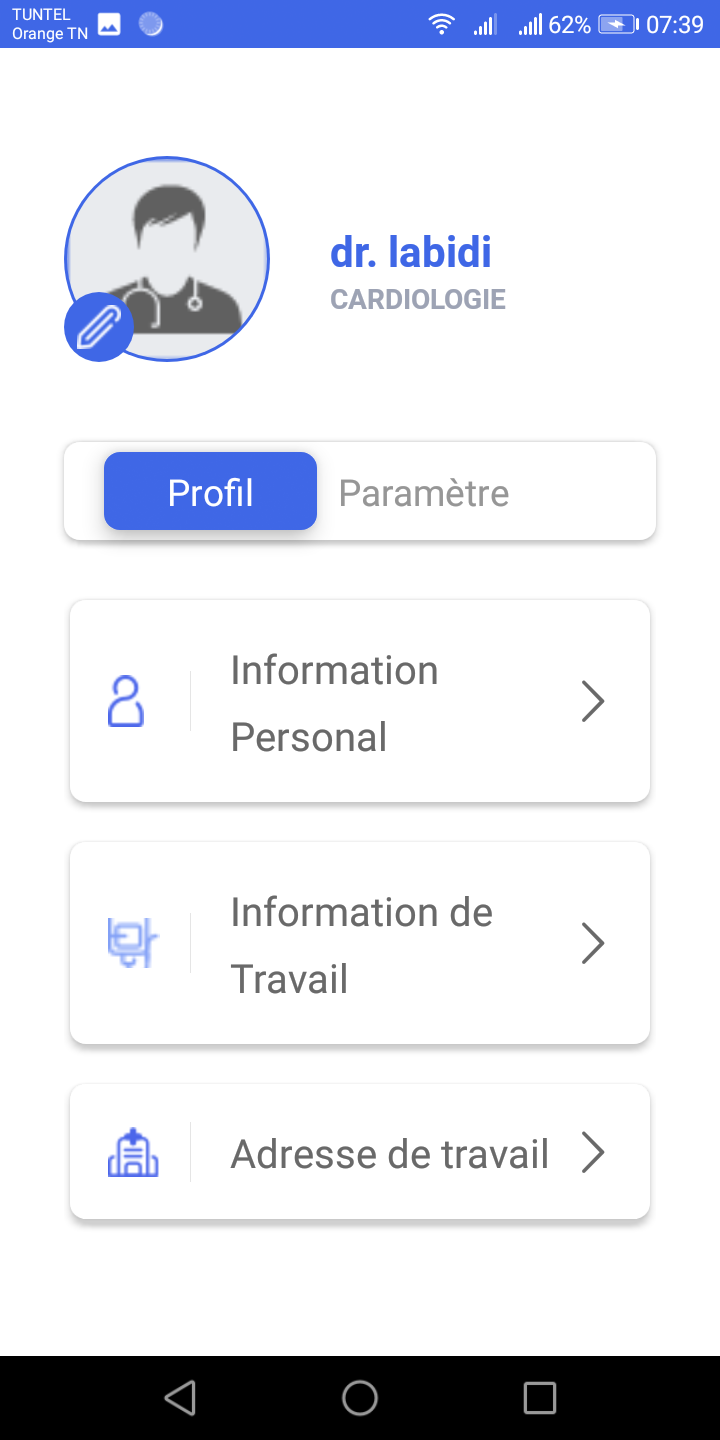 TUNTEL
Orange TN
62% 07:39
dr. labidi
CARDIOLOGIE
Profil Paramètre
Information
Personal
Information de
Travail
Adresse de travail